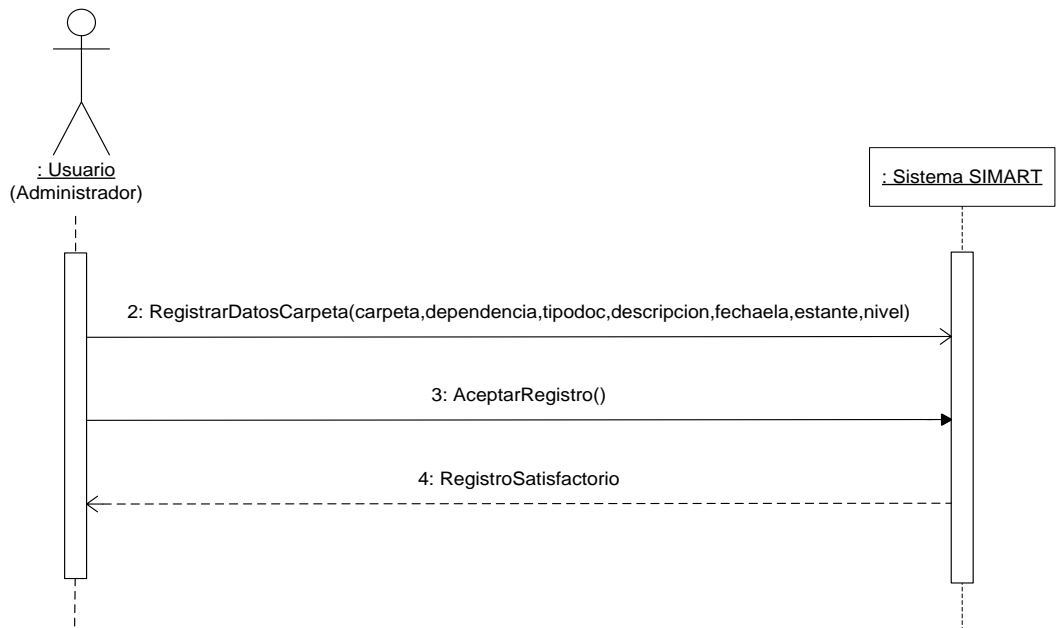 : Usuario
(Administrador)
: Sistema SIMART
2: RegistrarDatosCarpeta(carpeta,dependencia,tipodoc,descripcion,fechaela,estante,nivel)
3: AceptarRegistro()
4: RegistroSatisfactorio